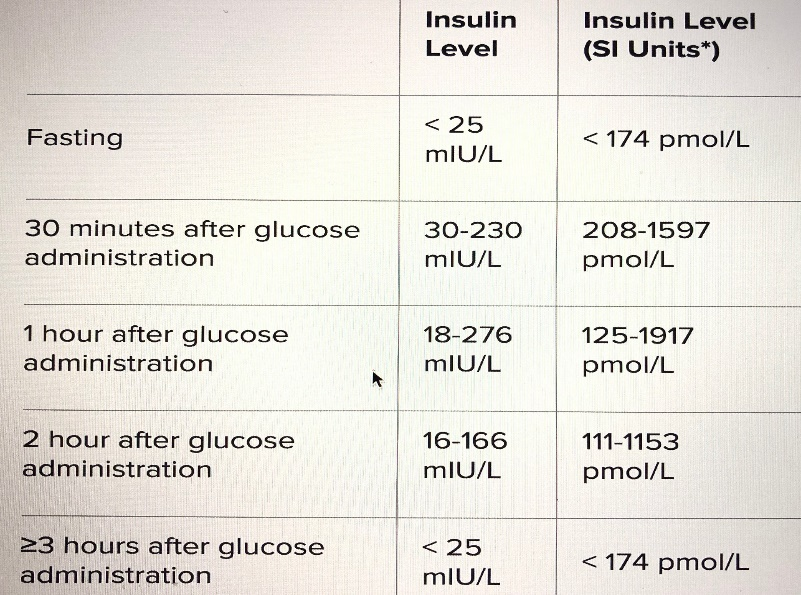 Insulin Level
Insulin Level (SI Units*)
Fasting
< 25 mIU/L
< 174 pmol/L
30 minutes after glucose administration
30-230 mIU/L
208-1597 pmol/L
1 hour after glucose administration
18-276 mIU/L
125-1917 pmol/L
2 hour after glucose administration
16-166 mIU/L
111-1153 pmol/L
≥3 hours after glucose administration
< 25 mIU/L
< 174 pmol/L